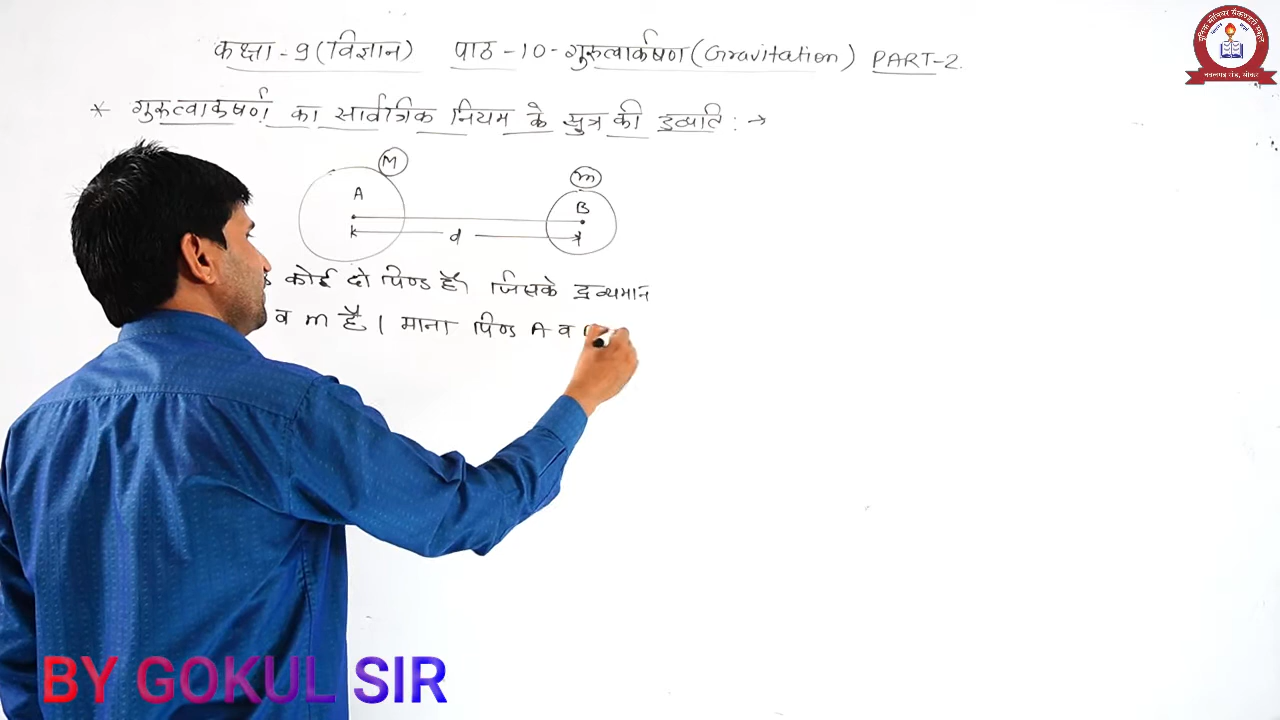 कक्षा - 9 (विज्ञान) पाठ - 10 - गुरुत्वाकर्षण (Gravitation) PART-2.
* गुरुत्वाकर्षण का सार्वत्रिक नियम के सुत्र की उत्पति : →
M
m
A
B
d
कोई दो पिण्ड है। जिसके द्रव्यमान
व m है। माना पिण्ड A व
BY GOKUL SIR